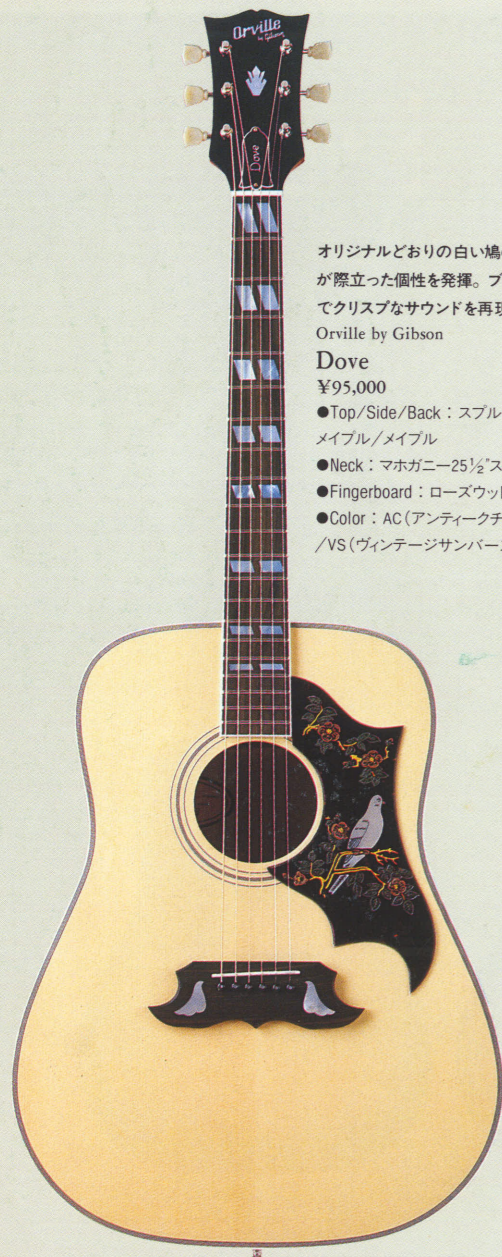 Orville
by Gibson
Dove
オリジナルどおりの白い鳩
が際立った個性を発揮。ブ
でクリスプなサウンドを再現
Orville by Gibson
Dove
¥95,000
●Top/Side/Back：スプル
メイプル／メイプル
●Neck：マホガニー25½"ス
●Fingerboard：ローズウッ
●Color：AC(アンティークチ
/VS(ヴィンテージサンバー